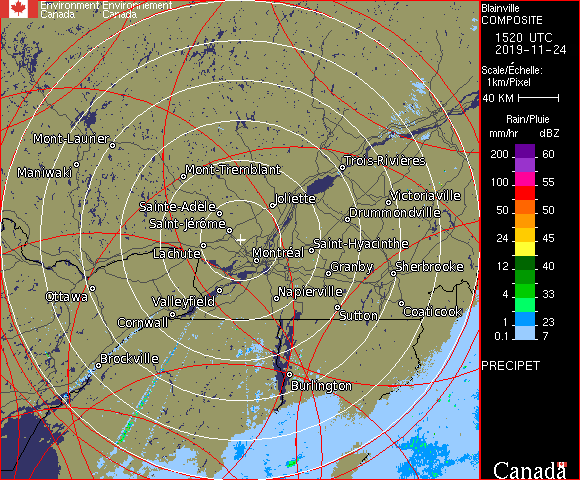 Environment Environnement
Canada Canada
Blainville
COMPOSITE
1520 UTC
2019-11-24
Scale/Échelle:
1km/Pixel
40 KM
Rain/Pluie
mm/hr dBZ
200 60
100 55
50 50
24 45
12 40
4 33
1 23
0.1 7
PRECIPET
Canada
Mont-Laurier
Maniwaki
Mont-Tremblant
Trois-Rivières
Joliette
Victoriaville
Sainte-Adèle
Drummondville
Saint-Jérôme
Lachute
Montréal
Saint-Hyacinthe
Granby
Sherbrooke
Ottawa
Valleyfield
Napierville
Cornwall
Sutton
Coaticook
Brockville
Burlington